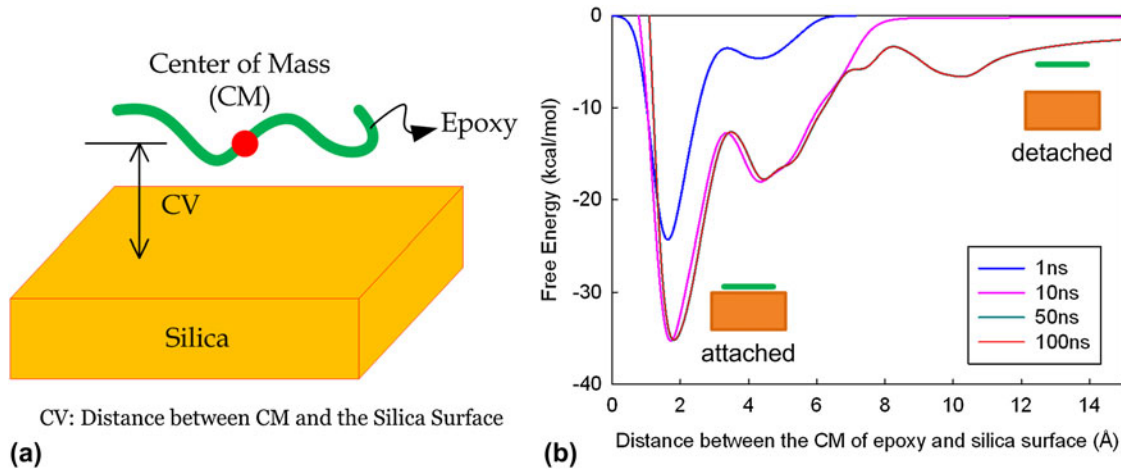 Center of Mass
(CM)
Epoxy
CV
Silica
CV: Distance between CM and the Silica Surface
(a)
Free Energy (kcal/mol)
0
-10
-20
-30
-40
0 2 4 6 8 10 12 14
Distance between the CM of epoxy and silica surface (Å)
attached
detached
1ns
10ns
50ns
100ns
(b)